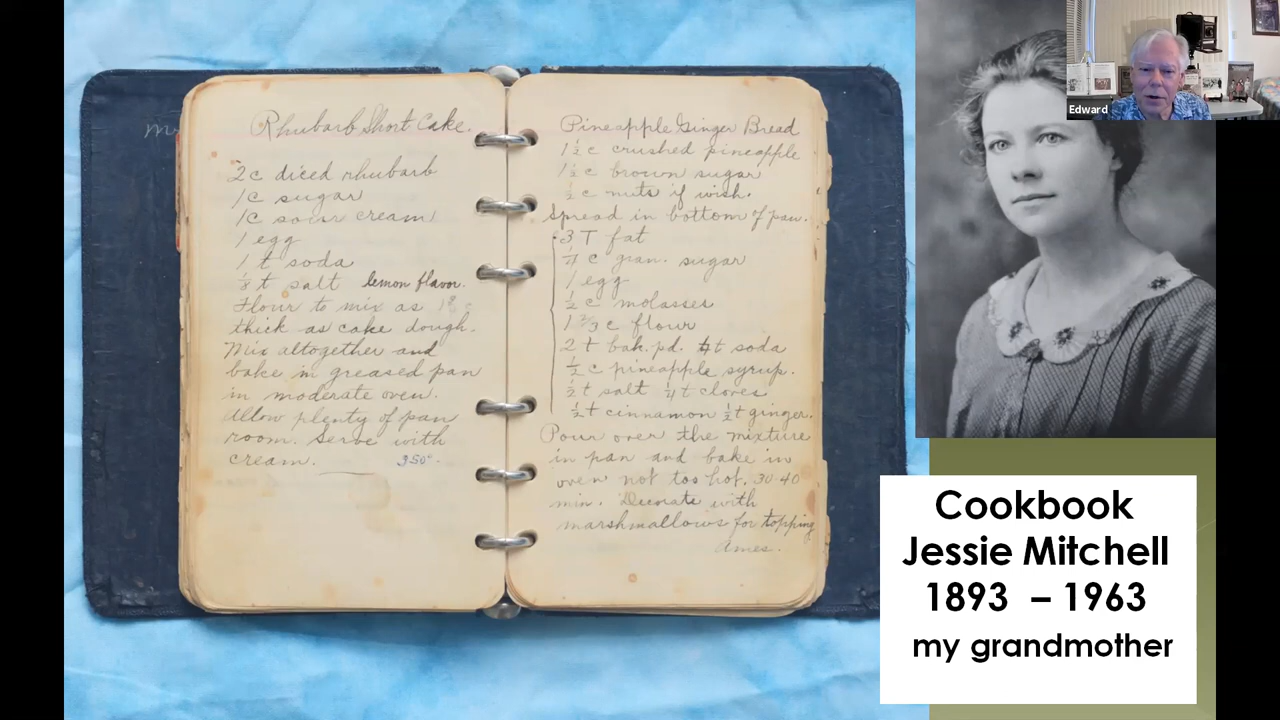 Rhubarb Short Cake.
2c diced rhubarb
1c sugar
1c sour cream
1 egg
1 t soda
1/8 t salt lemon flavor.
Flour to mix as
thick as cake dough.
Mix altogether and
bake in greased pan
in moderate oven.
Allow plenty of pan
room. Serve with
cream. 350°
Pineapple Ginger Bread
1½ c crushed pineapple
1½ c brown sugar
½ c nuts if wish.
Spread in bottom of pan.
3 T fat
¼ c gran. sugar
1 egg
½ c molasses
1 2/3 c flour
2 t bak. pd. t soda
½ c pineapple syrup.
½ t salt ¼ t cloves
½ t cinnamon ½ t ginger.
Pour over the mixture
in pan and bake in
oven not too hot, 30-40
min. Decorate with
marshmallows for topping
Ames.
Edward
Cookbook
Jessie Mitchell
1893 – 1963
my grandmother